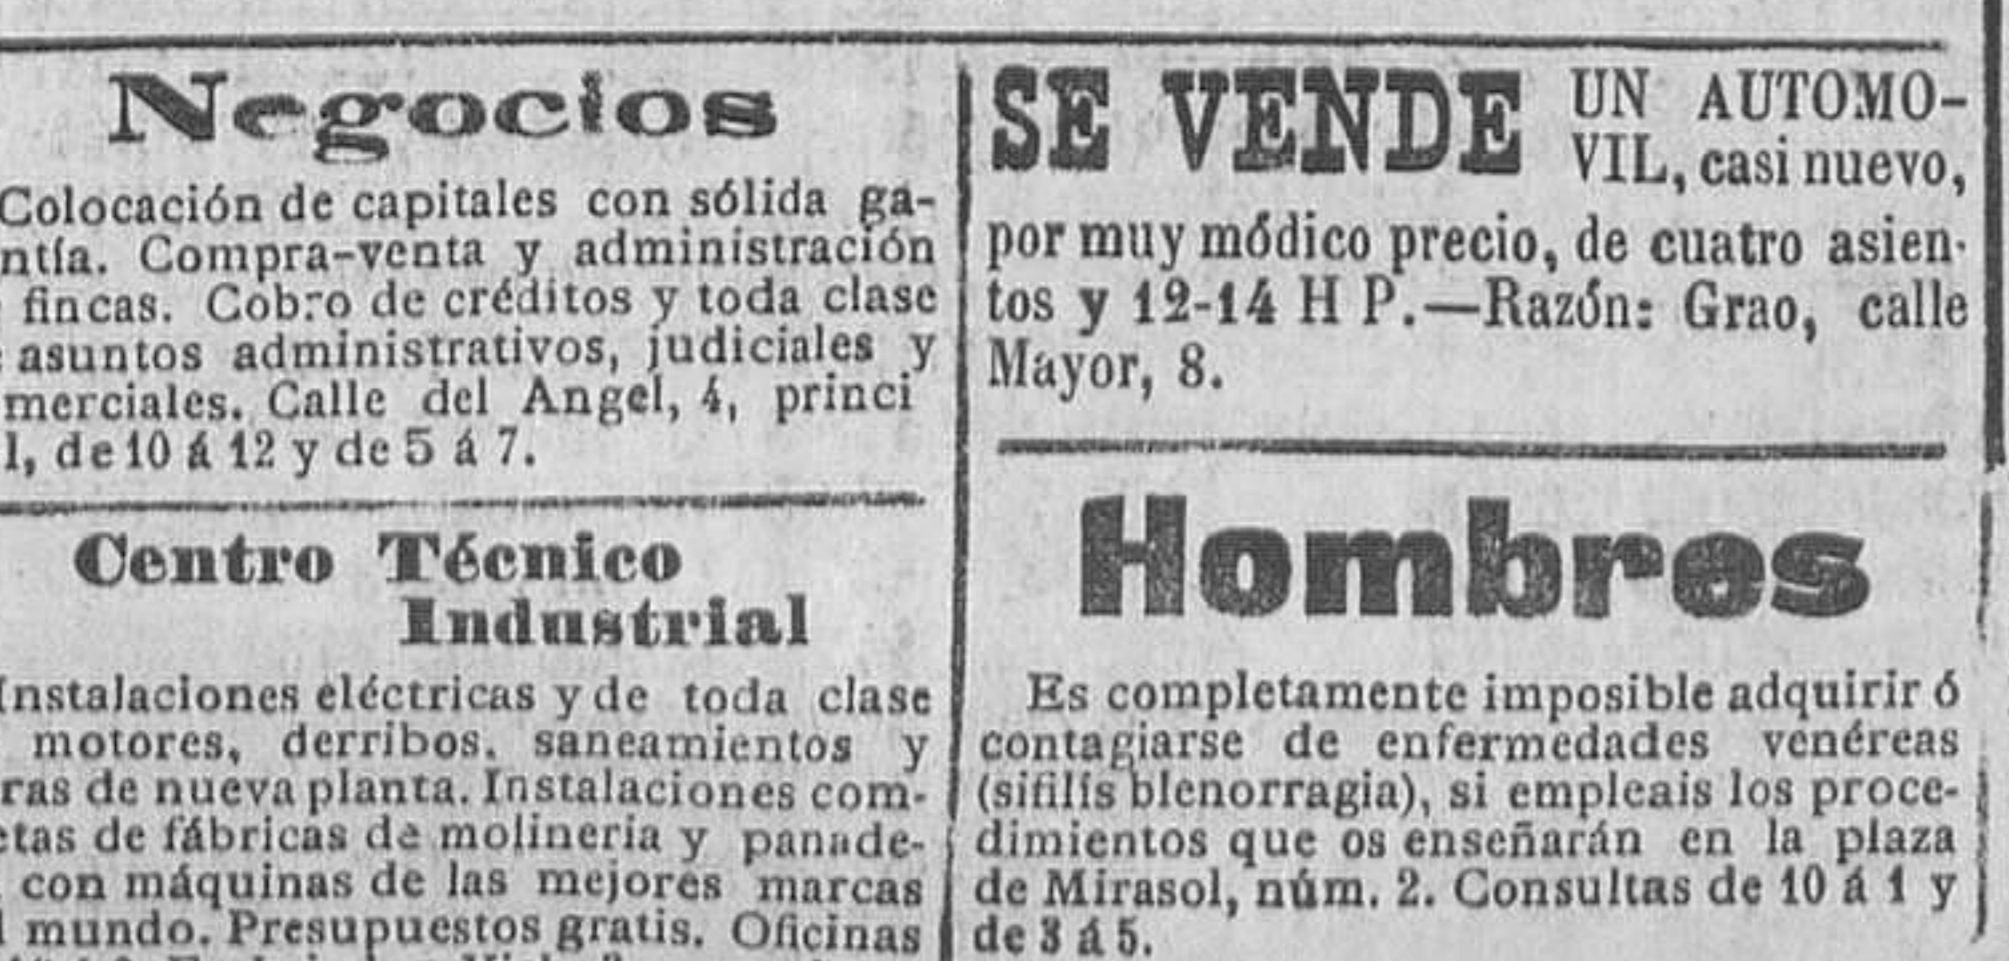 Negocios
Colocación de capitales con sólida ga-
ntía. Compra-venta y administración
fincas. Cobro de créditos y toda clase
asuntos administrativos, judiciales y
merciales. Calle del Angel, 4, princi
l, de 10 á 12 y de 5 á 7.
Centro Técnico
Industrial
Instalaciones eléctricas y de toda clase
motores, derribos. saneamientos y
ras de nueva planta. Instalaciones com-
etas de fábricas de molineria y panade-
con máquinas de las mejores marcas
l mundo. Presupuestos gratis. Oficinas
SE VENDE UN AUTOMO-
VIL, casi nuevo,
por muy módico precio, de cuatro asien-
tos y 12-14 H P.—Razón: Grao, calle
Mayor, 8.
Hombres
Es completamente imposible adquirir ó
contagiarse de enfermedades venéreas
(sifilís blenorragia), si empleais los proce-
dimientos que os enseñarán en la plaza
de Mirasol, núm. 2. Consultas de 10 á 1 y
de 3 á 5.